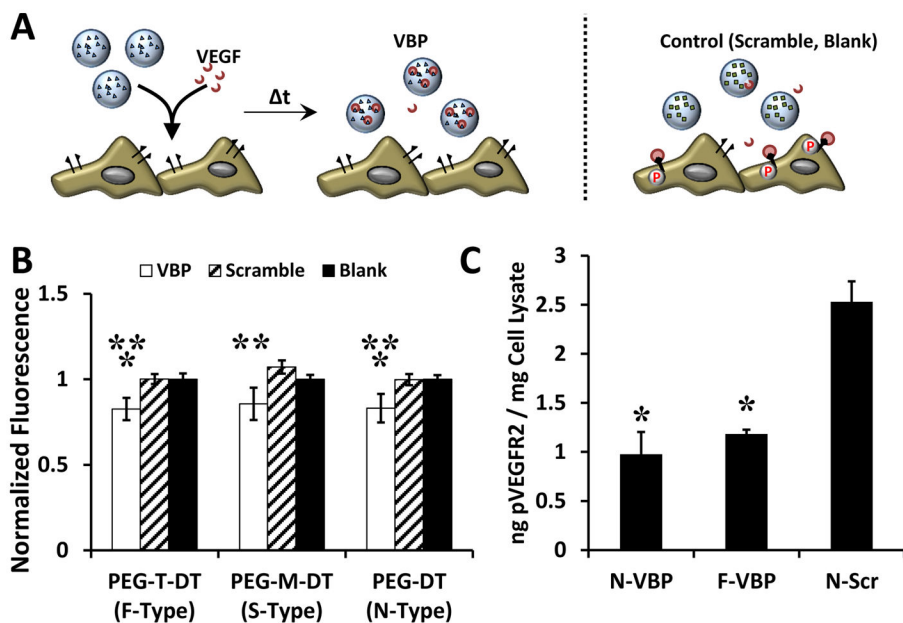 A
VEGF
Δt
VBP
Control (Scramble, Blank)
P
P
P
B
VBP Scramble Blank
Normalized Fluorescence
1.5
1
0.5
0
**
*
**
**
*
PEG-T-DT
(F-Type)
PEG-M-DT
(S-Type)
PEG-DT
(N-Type)
C
ng pVEGFR2 / mg Cell Lysate
3
2.5
2
1.5
1
0.5
0
*
*
N-VBP
F-VBP
N-Scr